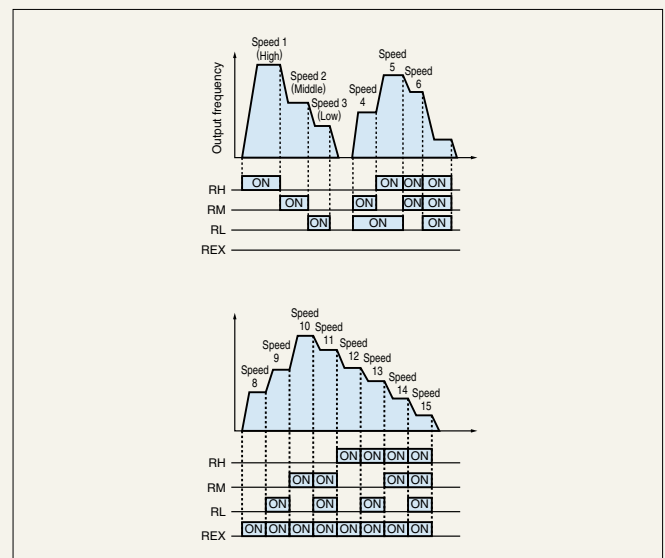 Output frequency
Speed 1
(High)
Speed 2
(Middle)
Speed 3
(Low)
Speed
4
Speed
5
Speed
6
RH ON ON ON ON
RM ON ON ON ON
RL ON ON ON
REX
Speed
8
Speed
9
Speed
10
Speed
11
Speed
12
Speed
13
Speed
14
Speed
15
RH ON ON ON ON
RM ON ON ON ON
RL ON ON ON ON
REX ON ON ON ON ON ON ON ON